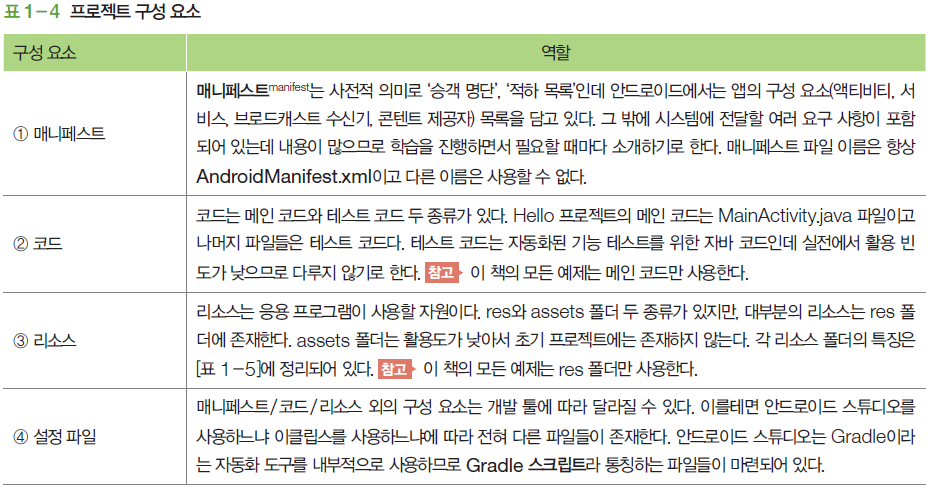 표 1-4 프로젝트 구성 요소
구성 요소 역할
① 매니페스트
매니페스트manifest는 사전적 의미로 ‘승객 명단’, ‘적하 목록’인데 안드로이드에서는 앱의 구성 요소(액티비티, 서
비스, 브로드캐스트 수신기, 콘텐트 제공자) 목록을 담고 있다. 그 밖에 시스템에 전달할 여러 요구 사항이 포함
되어 있는데 내용이 많으므로 학습을 진행하면서 필요할 때마다 소개하기로 한다. 매니페스트 파일 이름은 항상
AndroidManifest.xml이고 다른 이름은 사용할 수 없다.
② 코드
코드는 메인 코드와 테스트 코드 두 종류가 있다. Hello 프로젝트의 메인 코드는 MainActivity.java 파일이고
나머지 파일들은 테스트 코드다. 테스트 코드는 자동화된 기능 테스트를 위한 자바 코드인데 실전에서 활용 빈
도가 낮으므로 다루지 않기로 한다. 참고 이 책의 모든 예제는 메인 코드만 사용한다.
③ 리소스
리소스는 응용 프로그램이 사용할 자원이다. res와 assets 폴더 두 종류가 있지만, 대부분의 리소스는 res 폴
더에 존재한다. assets 폴더는 활용도가 낮아서 초기 프로젝트에는 존재하지 않는다. 각 리소스 폴더의 특징은
[표 1-5]에 정리되어 있다. 참고 이 책의 모든 예제는 res 폴더만 사용한다.
④ 설정 파일
매니페스트/코드/리소스 외의 구성 요소는 개발 툴에 따라 달라질 수 있다. 이를테면 안드로이드 스튜디오를
사용하느냐 이클립스를 사용하느냐에 따라 전혀 다른 파일들이 존재한다. 안드로이드 스튜디오는 Gradle이라
는 자동화 도구를 내부적으로 사용하므로 Gradle 스크립트라 통칭하는 파일들이 마련되어 있다.